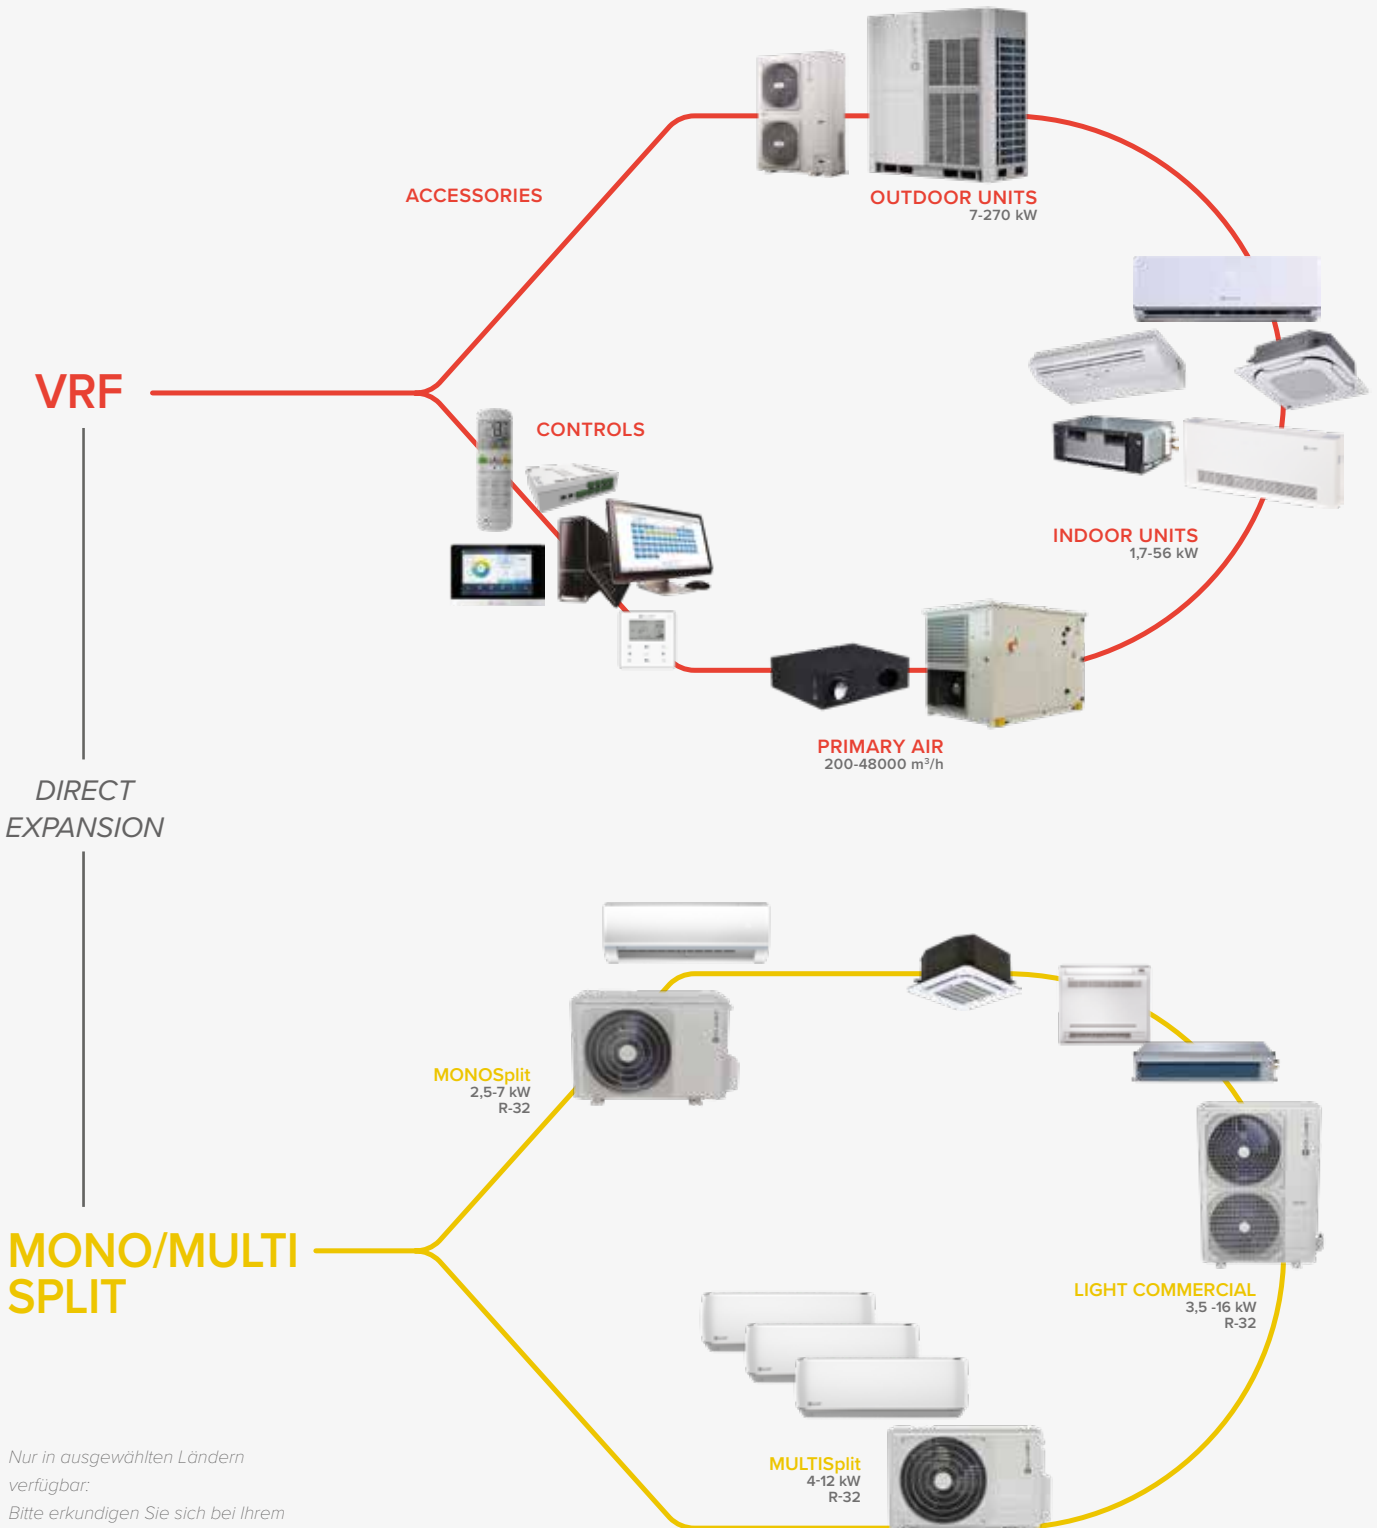 ACCESSORIES
OUTDOOR UNITS
7-270 kW
VRF
CONTROLS
INDOOR UNITS
1,7-56 kW
PRIMARY AIR
200-48000 m³/h
DIRECT
EXPANSION
MONOSplit
2,5-7 kW
R-32
MONO/MULTI
SPLIT
LIGHT COMMERCIAL
3,5 -16 kW
R-32
MULTISplit
4-12 kW
R-32
Nur in ausgewählten Ländern
verfügbar:
Bitte erkundigen Sie sich bei Ihrem